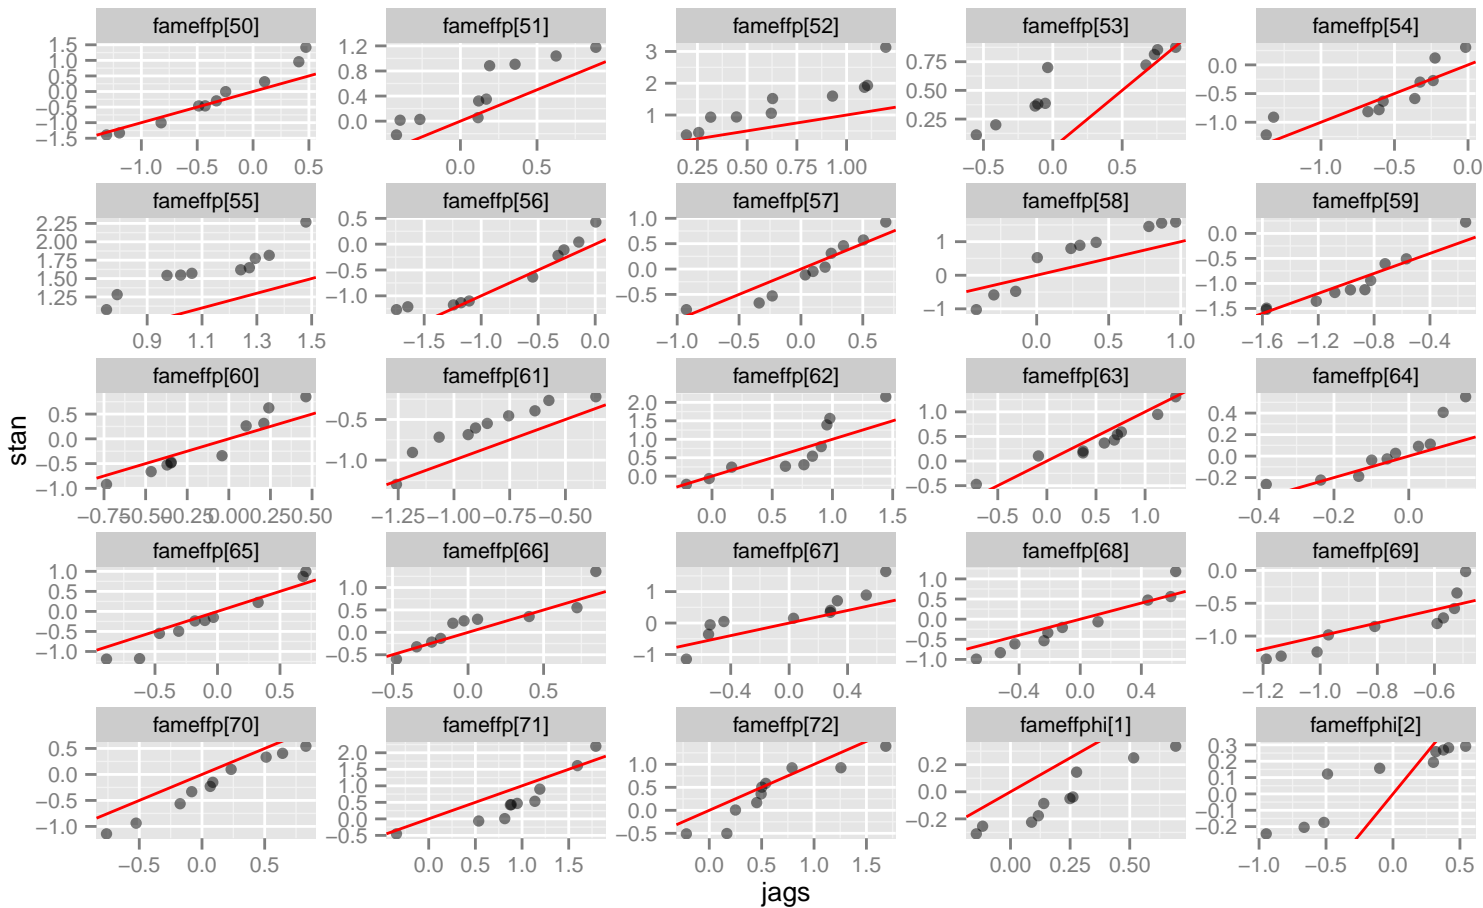 fameffp[50] fameffp[51] fameffp[52] fameffp[53] fameffp[54]
1.5 1.0 0.5 0.0 −0.5 −1.0 −1.5
1.2 0.8 0.4 0.0
3 2 1
0.75 0.50 0.25
0.0 −0.5 −1.0
−1.0 −0.5 0.0 0.5
0.0 0.5
0.25 0.50 0.75 1.00
−0.5 0.0 0.5
−1.0 −0.5 0.0
fameffp[55] fameffp[56] fameffp[57] fameffp[58] fameffp[59]
2.25 2.00 1.75 1.50 1.25
0.5 0.0 −0.5 −1.0
1.0 0.5 0.0 −0.5
1 0 −1
0.0 −0.5 −1.0 −1.5
0.9 1.1 1.3 1.5
−1.5 −1.0 −0.5 0.0
−1.0 −0.5 0.0 0.5
0.0 0.5 1.0
−1.6 −1.2 −0.8 −0.4
fameffp[60] fameffp[61] fameffp[62] fameffp[63] fameffp[64]
0.5 0.0 −0.5 −1.0
−0.5 −1.0
2.0 1.5 1.0 0.5 0.0
1.0 0.5 0.0 −0.5
0.4 0.2 0.0 −0.2
−0.75 −0.50 −0.25 0.00 0.25 0.50
−1.25 −1.00 −0.75 −0.50
0.0 0.5 1.0 1.5
−0.5 0.0 0.5 1.0
−0.4 −0.2 0.0
stan
fameffp[65] fameffp[66] fameffp[67] fameffp[68] fameffp[69]
1.0 0.5 0.0 −0.5 −1.0
1.0 0.5 0.0 −0.5
1 0 −1
1.0 0.5 0.0 −0.5 −1.0
0.0 −0.5 −1.0
−0.5 0.0 0.5
−0.5 0.0 0.5
−0.4 0.0 0.4
−0.4 0.0 0.4
−1.2 −1.0 −0.8 −0.6
fameffp[70] fameffp[71] fameffp[72] fameffphi[1] fameffphi[2]
0.5 0.0 −0.5 −1.0
2.0 1.5 1.0 0.5 0.0 −0.5
1.0 0.5 0.0 −0.5
0.2 0.0 −0.2
0.3 0.2 0.1 0.0 −0.1 −0.2
−0.5 0.0 0.5
0.0 0.5 1.0 1.5
0.0 0.5 1.0 1.5
0.00 0.25 0.50
−1.0 −0.5 0.0 0.5
jags